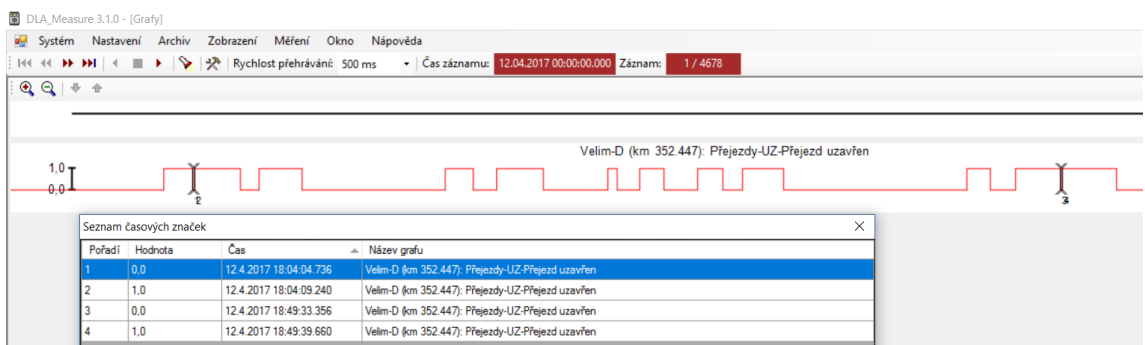 DLA_Measure 3.1.0 - [Grafy]
Systém Nastavení Archiv Zobrazení Měření Okno Nápověda
Rychlost přehrávání: 500 ms Čas záznamu: 12.04.2017 00:00:00.000 Záznam: 1 / 4678
Velim-D (km 352.447): Přejezdy-UZ-Přejezd uzavřen
1,0
0,0
2
Seznam časových značek
Pořadí Hodnota Čas Název grafu
1 0,0 12.4.2017 18:04:04.736 Velim-D (km 352.447): Přejezdy-UZ-Přejezd uzavřen
2 1,0 12.4.2017 18:04:09.240 Velim-D (km 352.447): Přejezdy-UZ-Přejezd uzavřen
3 0,0 12.4.2017 18:49:33.356 Velim-D (km 352.447): Přejezdy-UZ-Přejezd uzavřen
4 1,0 12.4.2017 18:49:39.660 Velim-D (km 352.447): Přejezdy-UZ-Přejezd uzavřen